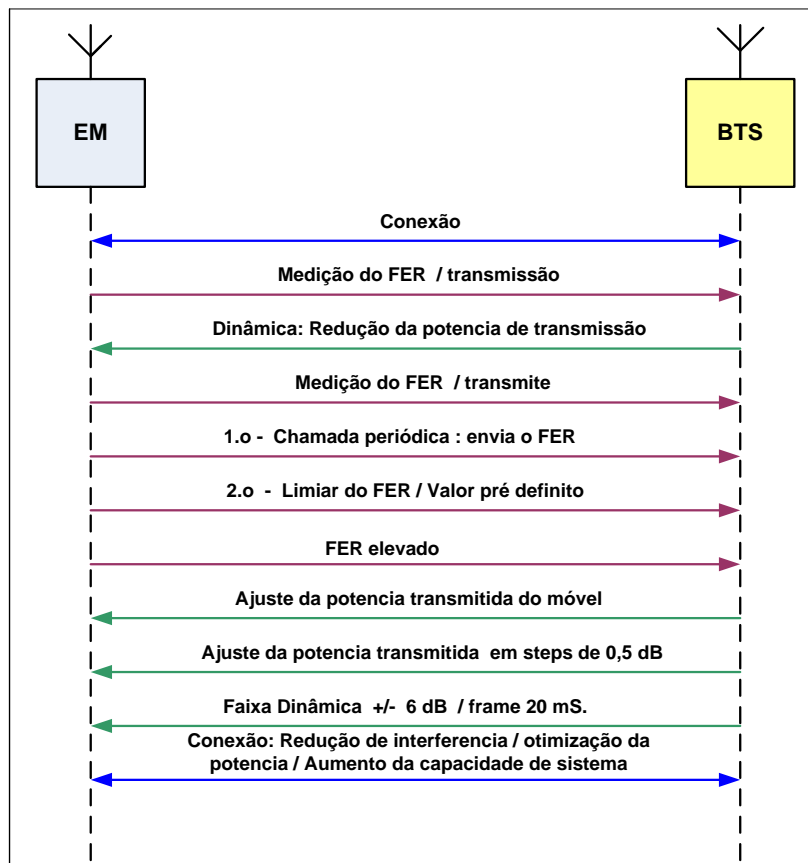 EM
BTS
Conexão
Medição do FER / transmissão
Dinâmica: Redução da potencia de transmissão
Medição do FER / transmite
1.o - Chamada periódica : envia o FER
2.o - Limiar do FER / Valor pré definito
FER elevado
Ajuste da potencia transmitida do móvel
Ajuste da potencia transmitida em steps de 0,5 dB
Faixa Dinâmica +/- 6 dB / frame 20 mS.
Conexão: Redução de interferencia / otimização da
potencia / Aumento da capacidade de sistema